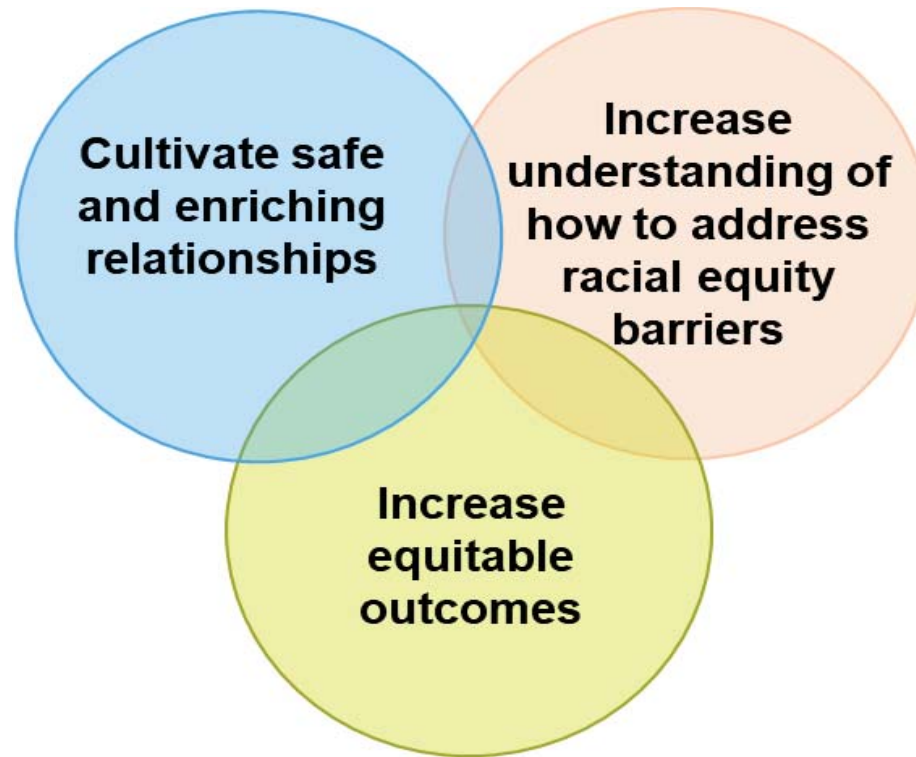 Cultivate safe
and enriching
relationships
Increase
understanding of
how to address
racial equity
barriers
Increase
equitable
outcomes